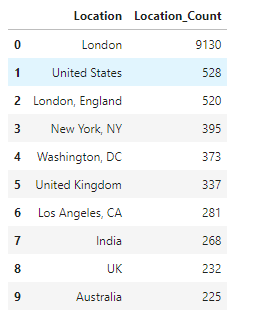 Location Location_Count
0 London 9130
1 United States 528
2 London, England 520
3 New York, NY 395
4 Washington, DC 373
5 United Kingdom 337
6 Los Angeles, CA 281
7 India 268
8 UK 232
9 Australia 225